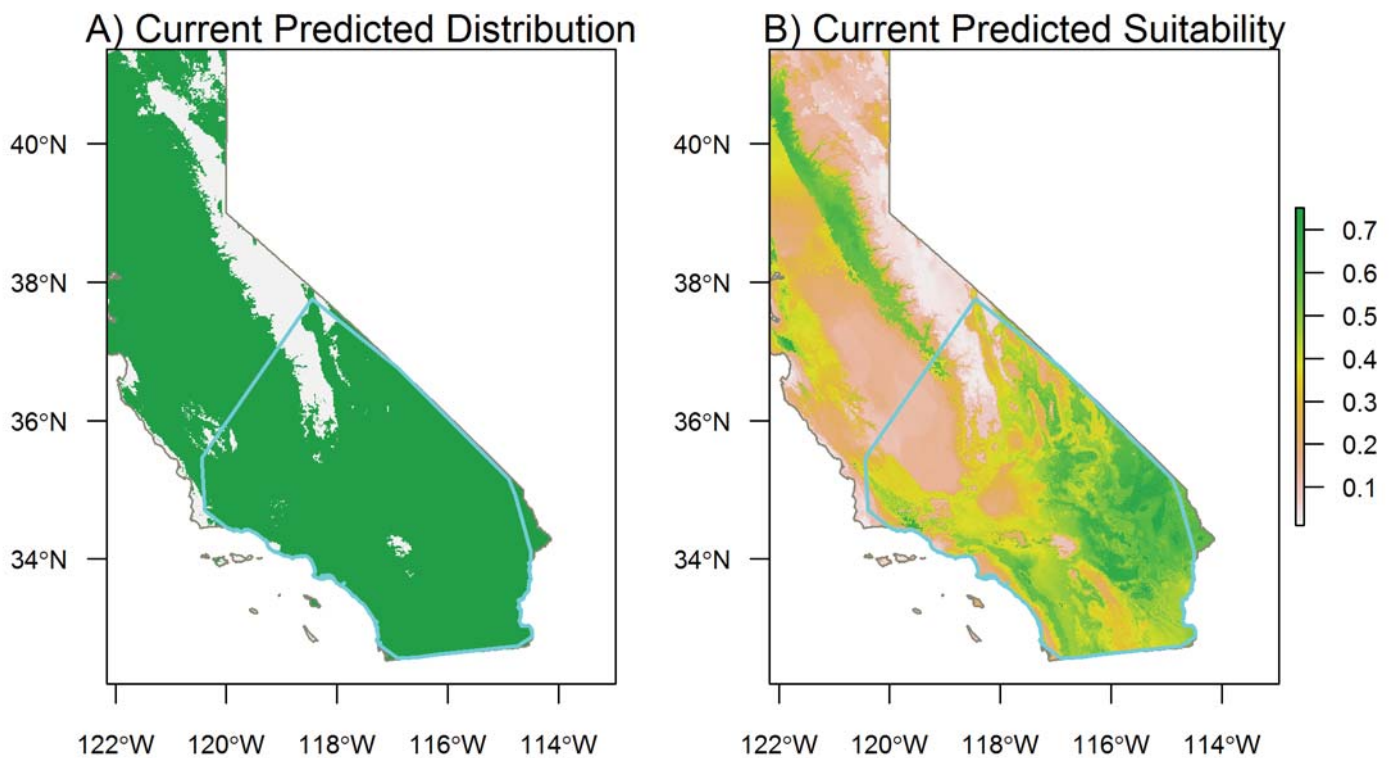 A) Current Predicted Distribution
40°N
38°N
36°N
34°N
122°W 120°W 118°W 116°W 114°W
B) Current Predicted Suitability
40°N
38°N
36°N
34°N
122°W 120°W 118°W 116°W 114°W
0.7
0.6
0.5
0.4
0.3
0.2
0.1